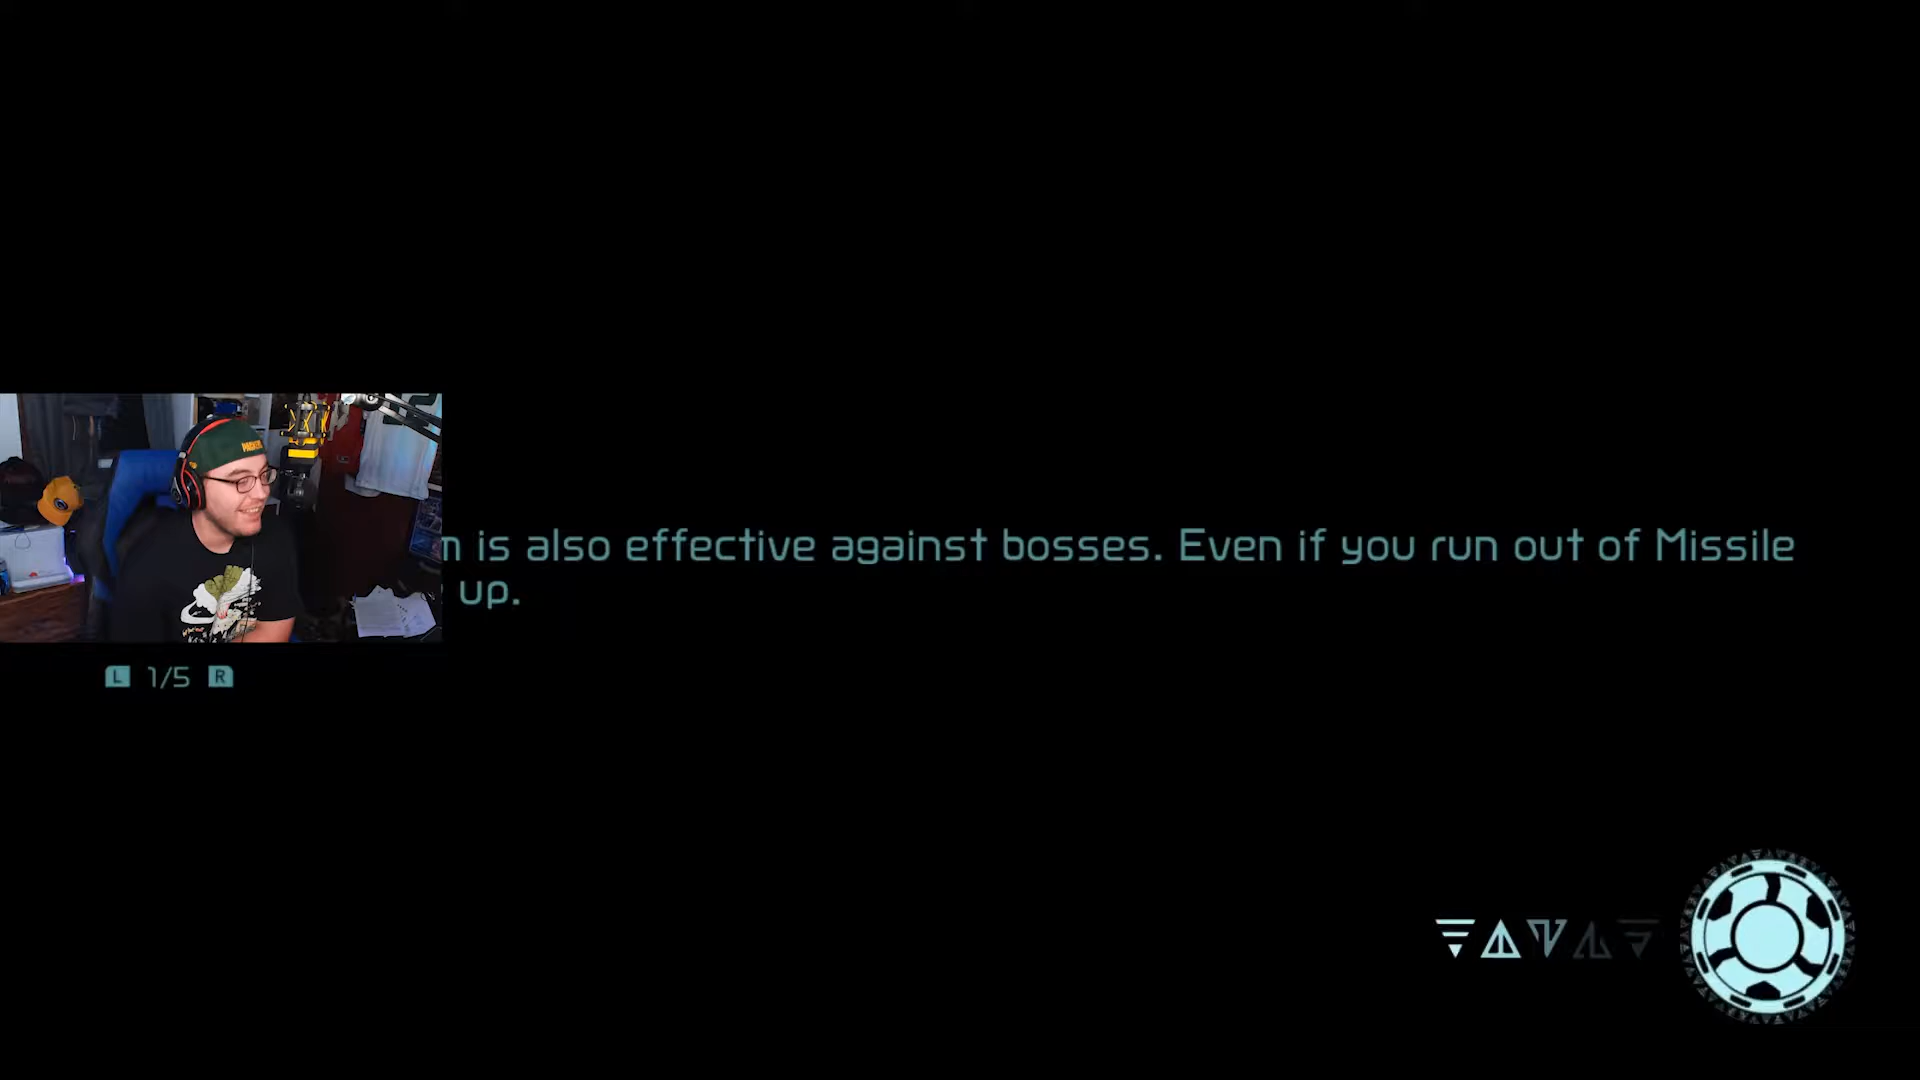 is also effective against bosses. Even if you run out of Missile
up.
L 1/5 R